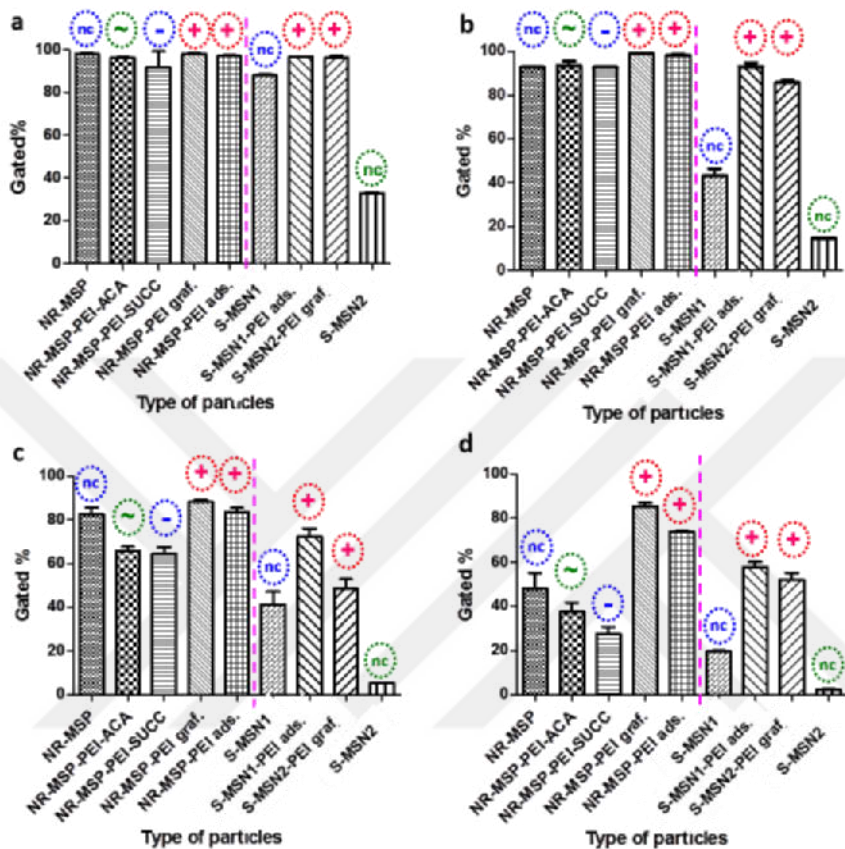 a
nc ~ - + + nc + + nc
Gated%
100
80
60
40
20
0
NR-MSP
NR-MSP-PEI-ACA
NR-MSP-PEI-SUCC
NR-MSP-PEI graf.
NR-MSP-PEI ads.
S-MSN1
S-MSN1-PEI ads.
S-MSN2-PEI graf.
S-MSN2
Type of particles
b
nc ~ - + + nc + + nc
Gated %
100
80
60
40
20
0
NR-MSP
NR-MSP-PEI-ACA
NR-MSP-PEI-SUCC
NR-MSP-PEI graf.
NR-MSP-PEI ads.
S-MSN1
S-MSN1-PEI ads.
S-MSN2-PEI graf
S-MSN2
Type of particles
c
nc ~ - + + nc + + nc
Gated %
100
80
60
40
20
0
NR-MSP
NR-MSP-PEI-ACA
NR-MSP-PEI-SUCC
NR-MSP-PEI graf.
NR-MSP-PEI ads.
S-MSN1
S-MSN1-PEI ads.
S-MSN2-PEI graf
S-MSN2
Type of particles
d
nc ~ - + + nc + + nc
Gated %
100
80
60
40
20
0
NR-MSP
NR-MSP-PEI-ACA
NR-MSP-PEI-SUCC
NR-MSP-PEI graf.
NR-MSP-PEI ads.
S-MSN1
S-MSN1-PEI ads.
S-MSN2-PEI graf
S-MSN2
Type of particles